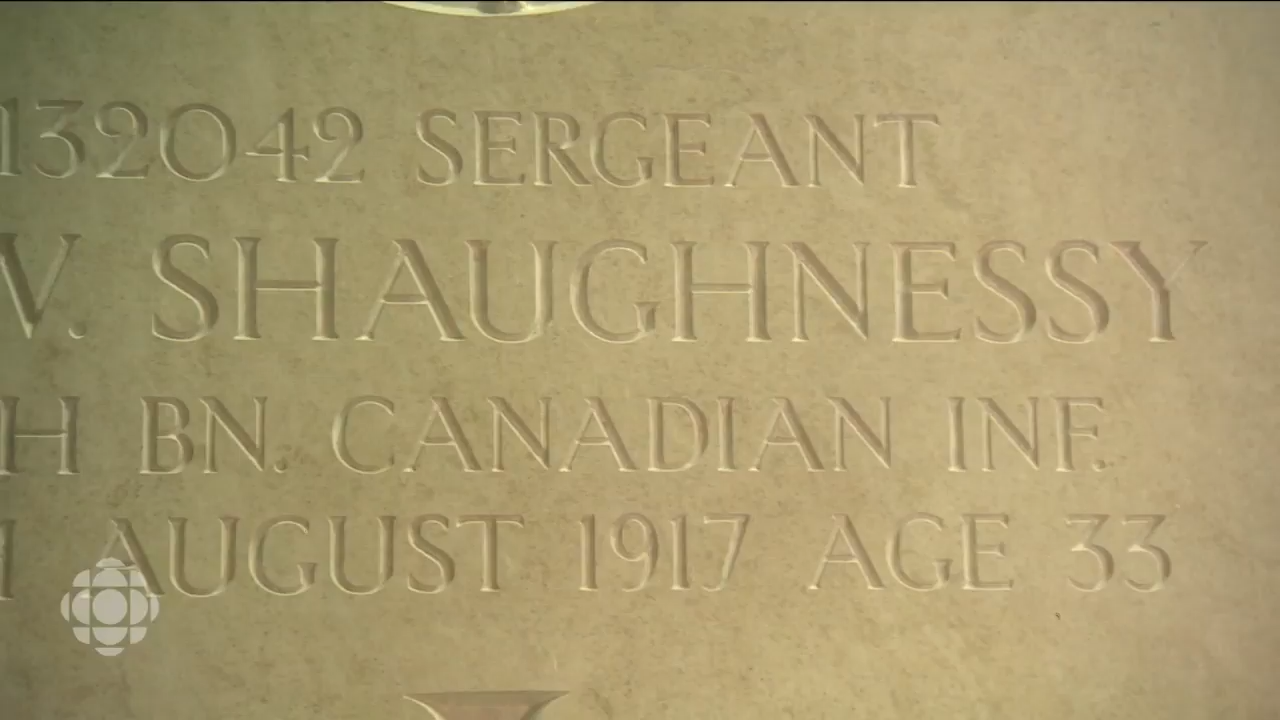 132042 SERGEANT
V. SHAUGHNESSY
BN. CANADIAN INF.
AUGUST 1917 AGE 33